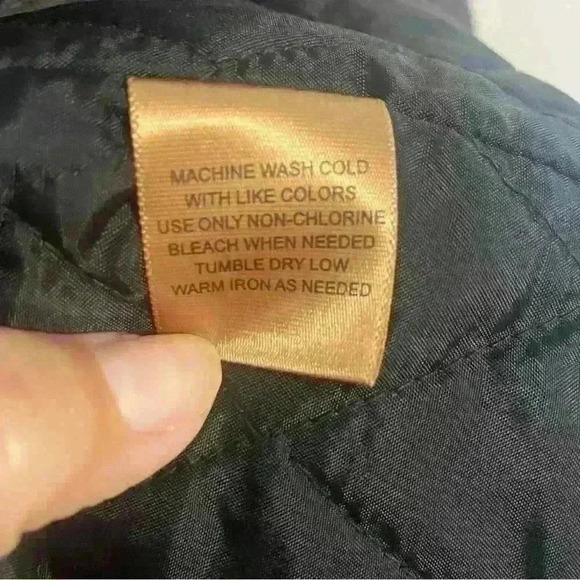 MACHINE WASH COLD
WITH LIKE COLORS
USE ONLY NON-CHLORINE
BLEACH WHEN NEEDED
TUMBLE DRY LOW
WARM IRON AS NEEDED